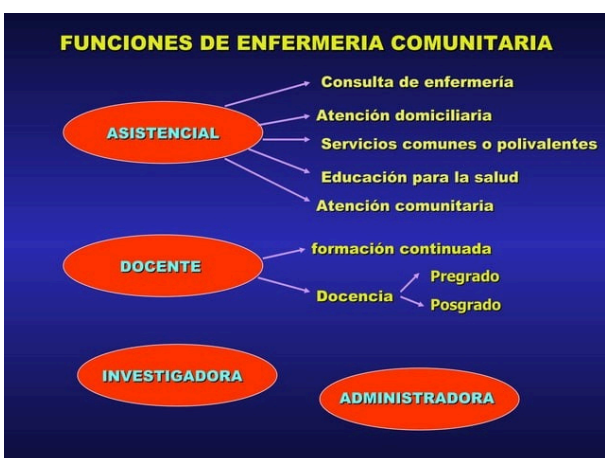 FUNCIONES DE ENFERMERIA COMUNITARIA
Consulta de enfermería
Atención domiciliaria
ASISTENCIAL
Servicios comunes o polivalentes
Educación para la salud
Atención comunitaria
formación continuada
DOCENTE
Pregrado
Docencia
Posgrado
INVESTIGADORA
ADMINISTRADORA